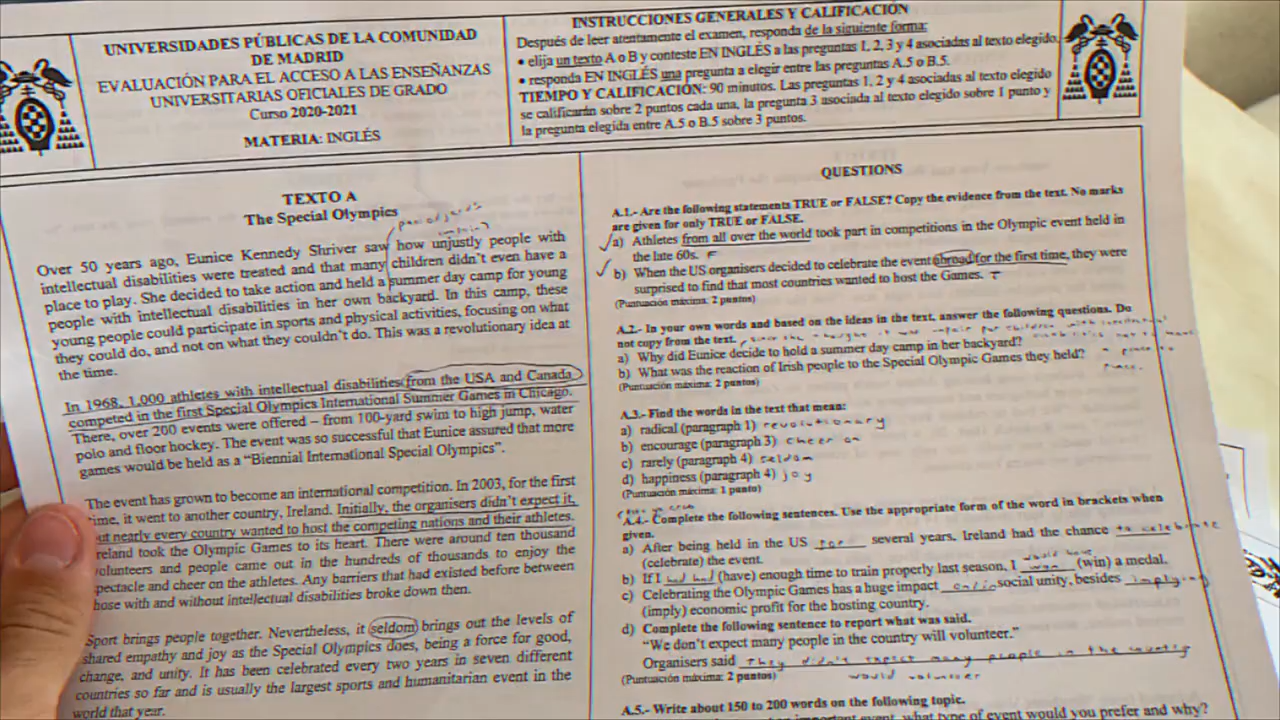 UNIVERSIDADES PÚBLICAS DE LA COMUNIDAD
DE MADRID
EVALUACIÓN PARA EL ACCESO A LAS ENSEÑANZAS
UNIVERSITARIAS OFICIALES DE GRADO
Curso 2020-2021
MATERIA: INGLÉS
INSTRUCCIONES GENERALES Y CALIFICACIÓN
Después de leer atentamente el examen, responda de la siguiente forma:
• elija un texto A o B y conteste EN INGLÉS a las preguntas 1, 2, 3 y 4 asociadas al texto elegido.
• responda EN INGLÉS una pregunta a elegir entre las preguntas A.5 o B.5.
TIEMPO Y CALIFICACIÓN: 90 minutos. Las preguntas 1, 2 y 4 asociadas al texto elegido
se calificarán sobre 2 puntos cada una, la pregunta 3 asociada al texto elegido sobre 1 punto y
la pregunta elegida entre A.5 o B.5 sobre 3 puntos.
TEXTO A
The Special Olympics
Over 50 years ago, Eunice Kennedy Shriver saw how unjustly people with
intellectual disabilities were treated and that many children didn't even have a
place to play. She decided to take action and held a summer day camp for young
people with intellectual disabilities in her own backyard. In this camp, these
young people could participate in sports and physical activities, focusing on what
they could do, and not on what they couldn't do. This was a revolutionary idea at
the time.
In 1968, 1,000 athletes with intellectual disabilities from the USA and Canada
competed in the first Special Olympics International Summer Games in Chicago.
There, over 200 events were offered – from 100-yard swim to high jump, water
polo and floor hockey. The event was so successful that Eunice assured that more
games would be held as a "Biennial International Special Olympics".
The event has grown to become an international competition. In 2003, for the first
time, it went to another country, Ireland. Initially, the organisers didn't expect it,
but nearly every country wanted to host the competing nations and their athletes.
Ireland took the Olympic Games to its heart. There were around ten thousand
volunteers and people came out in the hundreds of thousands to enjoy the
spectacle and cheer on the athletes. Any barriers that had existed before between
those with and without intellectual disabilities broke down then.
Sport brings people together. Nevertheless, it seldom brings out the levels of
shared empathy and joy as the Special Olympics does, being a force for good,
change, and unity. It has been celebrated every two years in seven different
countries so far and is usually the largest sports and humanitarian event in the
world that year.
QUESTIONS
A.1.- Are the following statements TRUE or FALSE? Copy the evidence from the text. No marks
are given for only TRUE or FALSE.
a) Athletes from all over the world took part in competitions in the Olympic event held in
the late 60s. F
b) When the US organisers decided to celebrate the event abroad for the first time, they were
surprised to find that most countries wanted to host the Games. T
(Puntuación máxima: 2 puntos)
A.2.- In your own words and based on the ideas in the text, answer the following questions. Do
not copy from the text.
a) Why did Eunice decide to hold a summer day camp in her backyard?
b) What was the reaction of Irish people to the Special Olympic Games they held?
(Puntuación máxima: 2 puntos)
A.3.- Find the words in the text that mean:
a) radical (paragraph 1) revolutionary
b) encourage (paragraph 3) cheer on
c) rarely (paragraph 4) seldom
d) happiness (paragraph 4) joy
(Puntuación máxima: 1 punto)
A.4.- Complete the following sentences. Use the appropriate form of the word in brackets when
given.
a) After being held in the US for several years, Ireland had the chance to celebrate
(celebrate) the event.
b) If I had had (have) enough time to train properly last season, I would have won (win) a medal.
c) Celebrating the Olympic Games has a huge impact on social unity, besides implying
(imply) economic profit for the hosting country.
d) Complete the following sentence to report what was said.
"We don't expect many people in the country will volunteer."
Organisers said they didn't expect many people in the country
would volunteer
(Puntuación máxima: 2 puntos)
A.5.- Write about 150 to 200 words on the following topic.
important event, what type of event would you prefer and why?